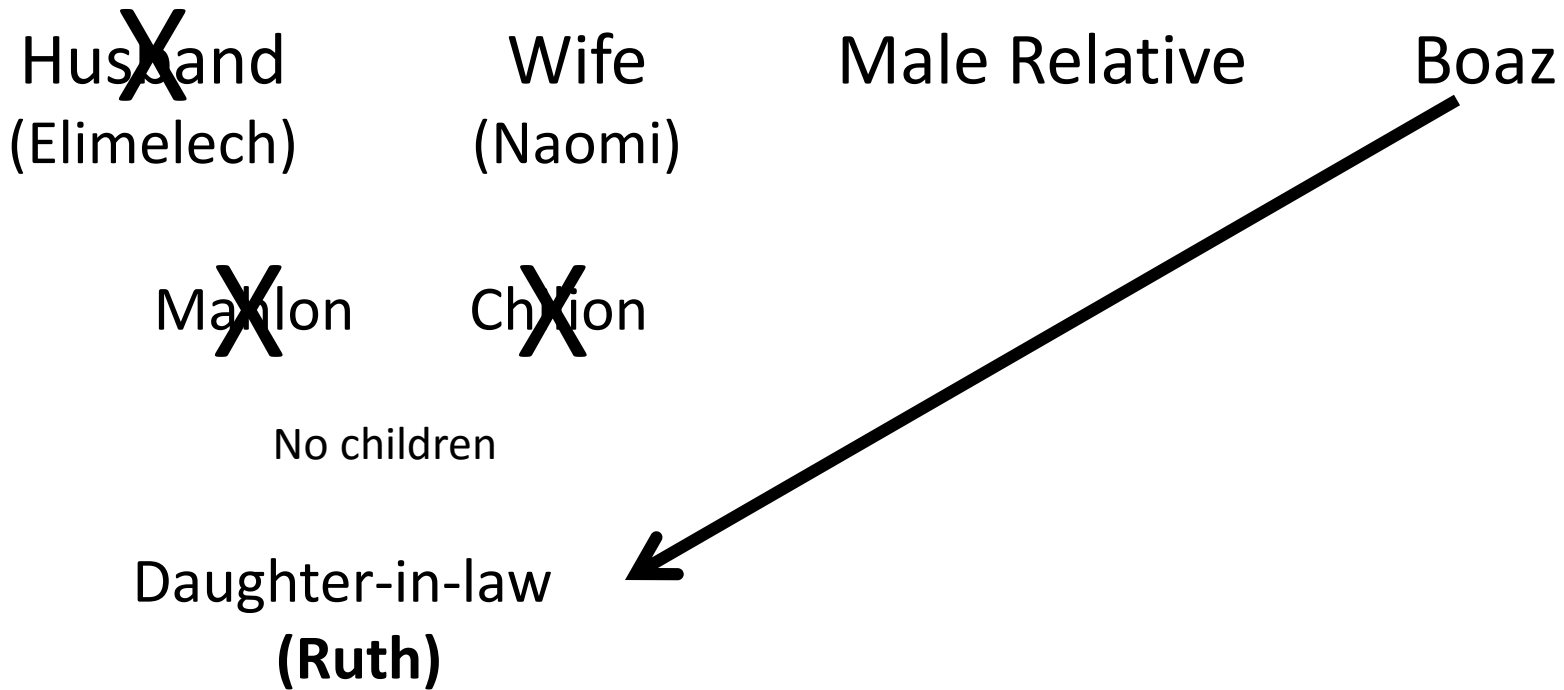 Husband Wife Male Relative Boaz
(Elimelech) (Naomi)
X X
Mahlon Chilion
No children
Daughter-in-law
(Ruth)